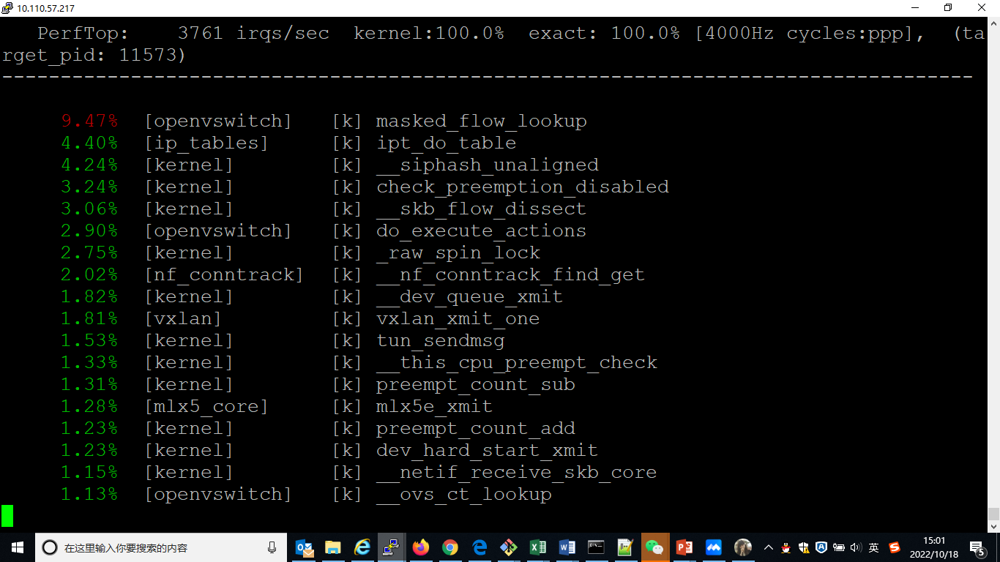 10.110.57.217
PerfTop:    3761 irqs/sec  kernel:100.0%  exact: 100.0% [4000Hz cycles:ppp],  (ta
rget_pid: 11573)
---------------------------------------------------------------------------------
9.47%  [openvswitch]    [k] masked_flow_lookup
4.40%  [ip_tables]      [k] ipt_do_table
4.24%  [kernel]         [k] __siphash_unaligned
3.24%  [kernel]         [k] check_preemption_disabled
3.06%  [kernel]         [k] __skb_flow_dissect
2.90%  [openvswitch]    [k] do_execute_actions
2.75%  [kernel]         [k] _raw_spin_lock
2.02%  [nf_conntrack]   [k] __nf_conntrack_find_get
1.82%  [kernel]         [k] __dev_queue_xmit
1.81%  [vxlan]          [k] vxlan_xmit_one
1.53%  [kernel]         [k] tun_sendmsg
1.33%  [kernel]         [k] __this_cpu_preempt_check
1.31%  [kernel]         [k] preempt_count_sub
1.28%  [mlx5_core]      [k] mlx5e_xmit
1.23%  [kernel]         [k] preempt_count_add
1.23%  [kernel]         [k] dev_hard_start_xmit
1.15%  [kernel]         [k] __netif_receive_skb_core
1.13%  [openvswitch]    [k] __ovs_ct_lookup
在这里输入你要搜索的内容
英
15:01
2022/10/18
5